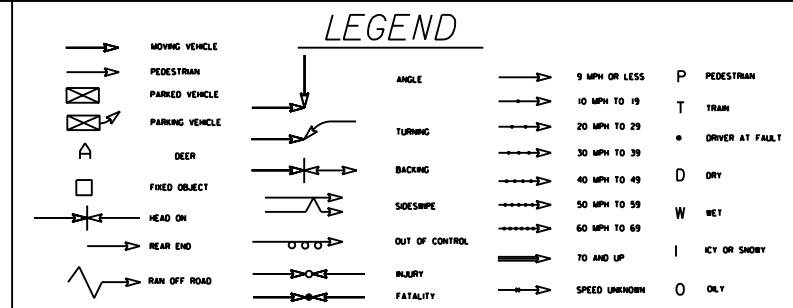 LEGEND
MOVING VEHICLE
PEDESTRIAN
PARKED VEHICLE
PARKING VEHICLE
DEER
FIXED OBJECT
HEAD ON
REAR END
RAN OFF ROAD
ANGLE
TURNING
BACKING
SIDESWIPE
OUT OF CONTROL
INJURY
FATALITY
9 MPH OR LESS
10 MPH TO 19
20 MPH TO 29
30 MPH TO 39
40 MPH TO 49
50 MPH TO 59
60 MPH TO 69
70 AND UP
SPEED UNKNOWN
P PEDESTRIAN
T TRAIN
DRIVER AT FAULT
D DRY
W WET
I ICY OR SNOWY
O OILY